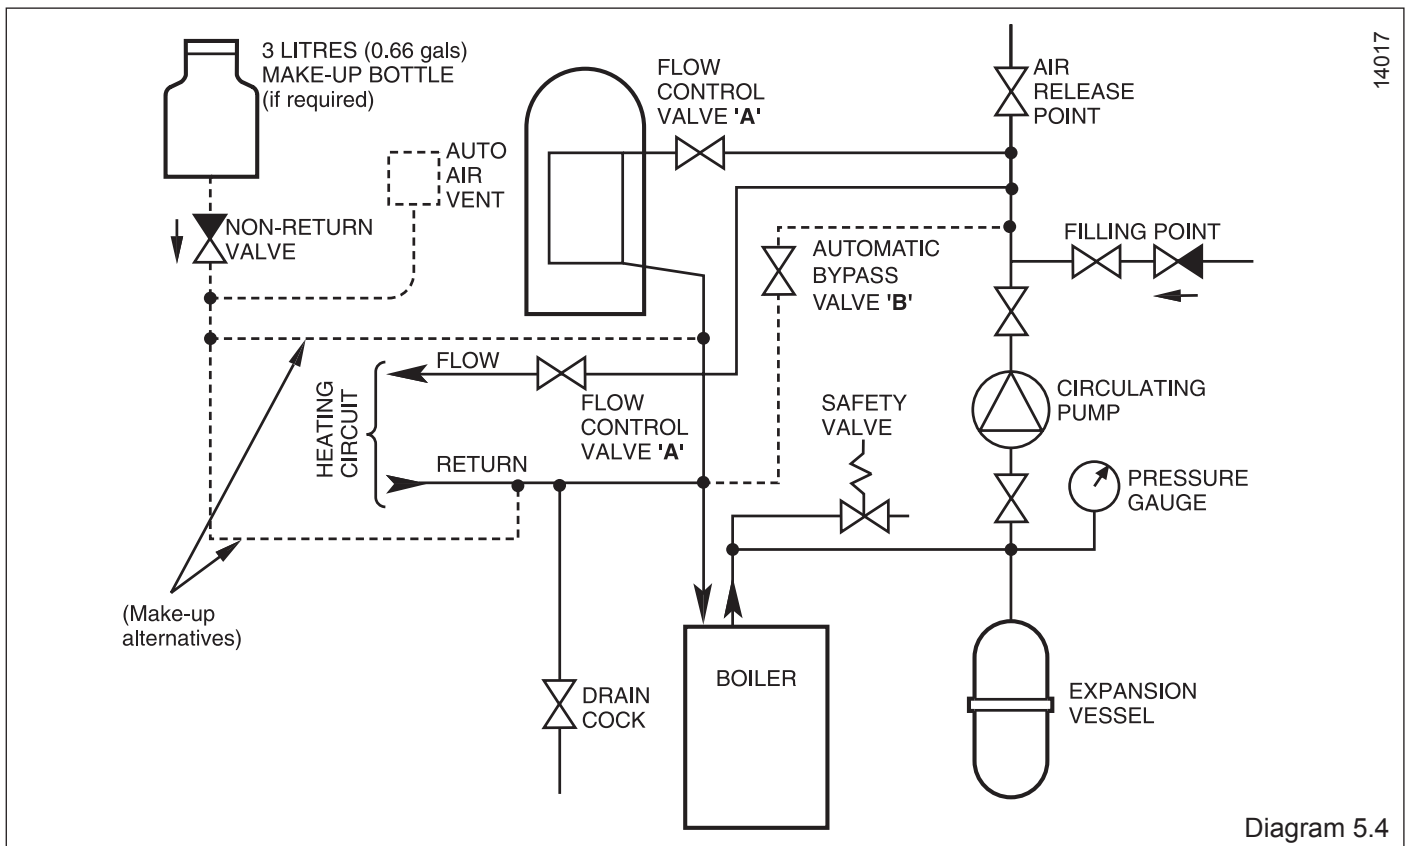 3 LITRES (0.66 gals)
MAKE-UP BOTTLE
(if required)
FLOW
CONTROL
VALVE 'A'
AIR
RELEASE
POINT
14017
AUTO
AIR
VENT
NON-RETURN
VALVE
AUTOMATIC
BYPASS
VALVE 'B'
FILLING POINT
FLOW
HEATING
CIRCUIT
FLOW
CONTROL
VALVE 'A'
SAFETY
VALVE
CIRCULATING
PUMP
RETURN
PRESSURE
GAUGE
(Make-up
alternatives)
BOILER
DRAIN
COCK
EXPANSION
VESSEL
Diagram 5.4